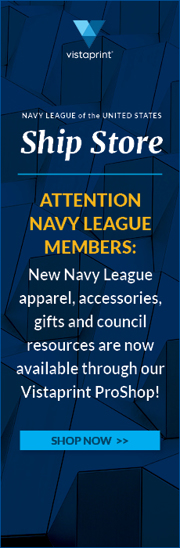 vistaprint®
NAVY LEAGUE of the UNITED STATES
Ship Store
ATTENTION
NAVY LEAGUE
MEMBERS:
New Navy League
apparel, accessories,
gifts and council
resources are now
available through our
Vistaprint ProShop!
SHOP NOW >>